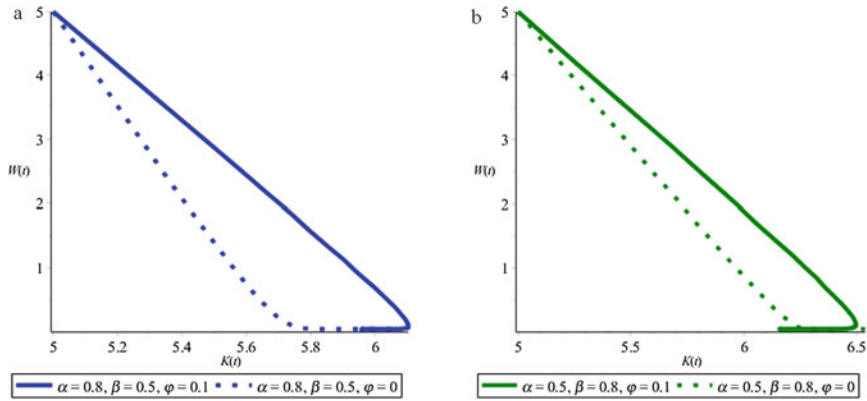 a
5
4
3
W(t)
2
1
5 5.2 5.4 5.6 5.8 6
K(t)
α = 0.8, β = 0.5, φ = 0.1 α = 0.8, β = 0.5, φ = 0
b
5
4
3
W(t)
2
1
5 5.5 6 6.5
K(t)
α = 0.5, β = 0.8, φ = 0.1 α = 0.5, β = 0.8, φ = 0